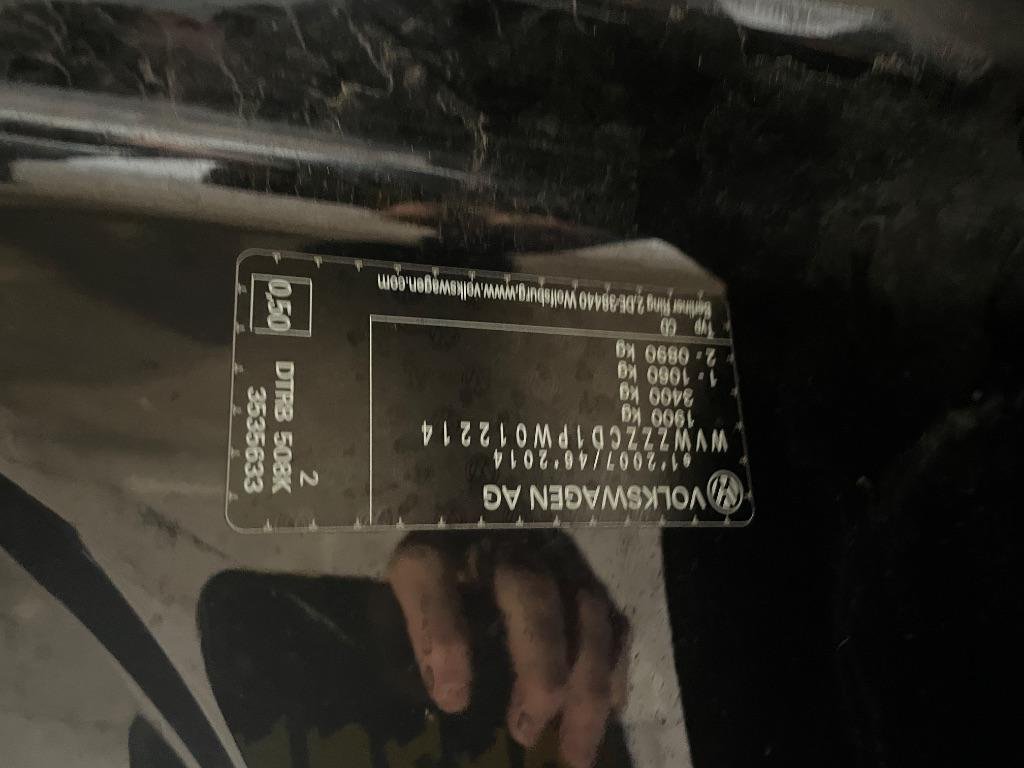 VOLKSWAGEN AG
e1*2007/46*2014
WVWZZZCD1PW012214
1900 kg
3400 kg
1 - 1060 kg
2 - 0890 kg
Typ CD
Berliner Ring 2,DE-38440 Wolfsburg,www.volkswagen.com
2
DTRB 508K
3535633
0,50